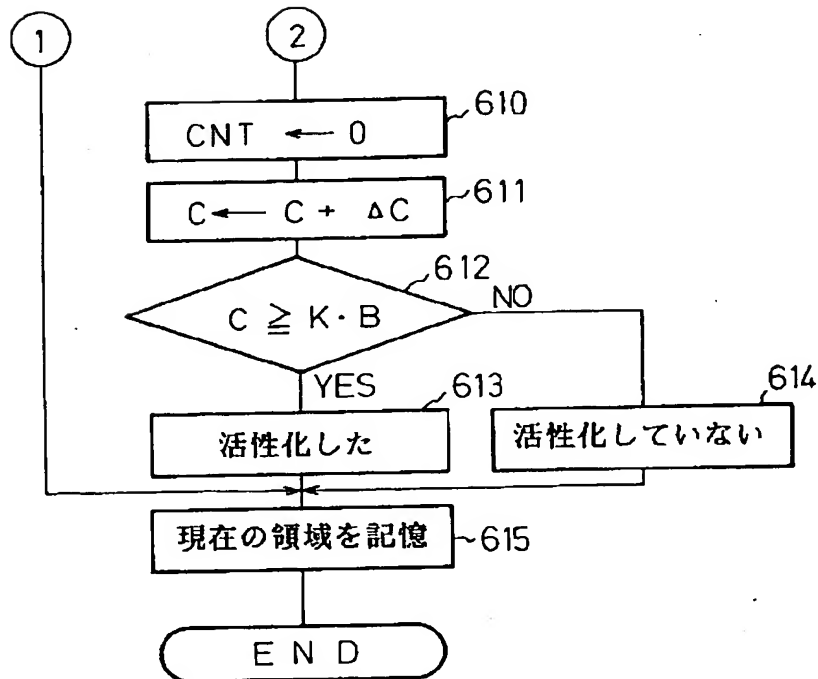 1
2
610
CNT ← 0
611
C ← C + ΔC
612
C ≧ K・B
NO
YES
613
614
活性化した
活性化していない
現在の領域を記憶
615
END